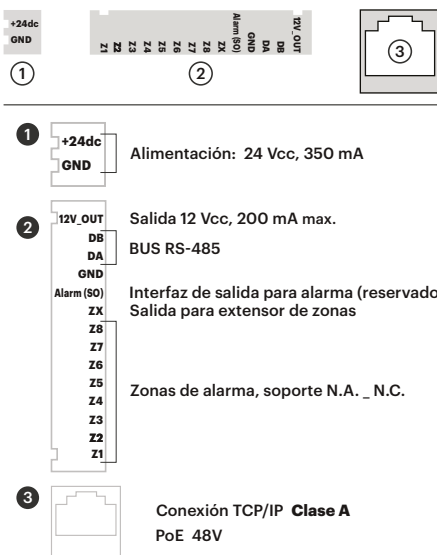 +24dc
GND
Z1
Z2
Z3
Z4
Z5
Z6
Z7
Z8
ZX
Alarm (SO)
GND
DA
DB
12V_OUT
1
2
3
1
+24dc
GND
Alimentación: 24 Vcc, 350 mA
2
12V_OUT
Salida 12 Vcc, 200 mA max.
DB
DA
BUS RS-485
GND
Alarm (SO)
Interfaz de salida para alarma (reservado
ZX
Salida para extensor de zonas
Z8
Z7
Z6
Z5
Z4
Z3
Z2
Z1
Zonas de alarma, soporte N.A. _ N.C.
3
Conexión TCP/IP Clase A
PoE 48V